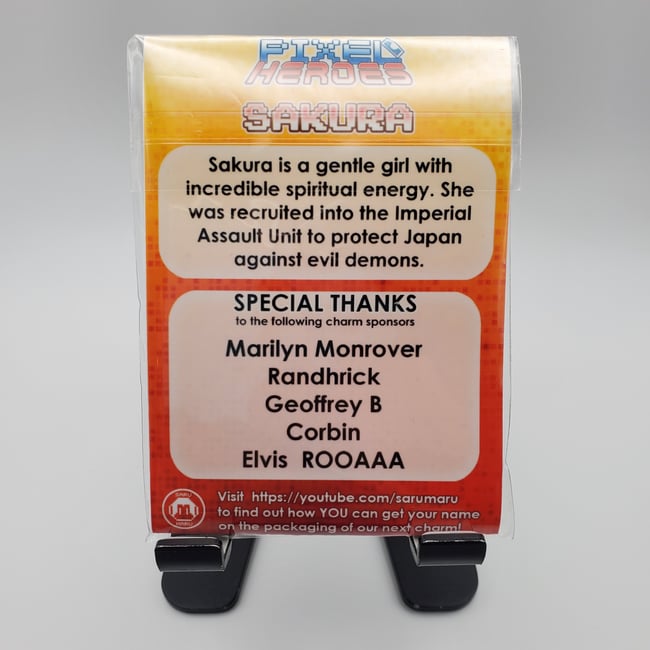 PIXEL
HEROES
SAKURA
Sakura is a gentle girl with
incredible spiritual energy. She
was recruited into the Imperial
Assault Unit to protect Japan
against evil demons.
SPECIAL THANKS
to the following charm sponsors
Marilyn Monrover
Randhrick
Geoffrey B
Corbin
Elvis ROOAAA
SARU
m
MARU
Visit https://youtube.com/sarumaru
to find out how YOU can get your name
on the packaging of our next charm!